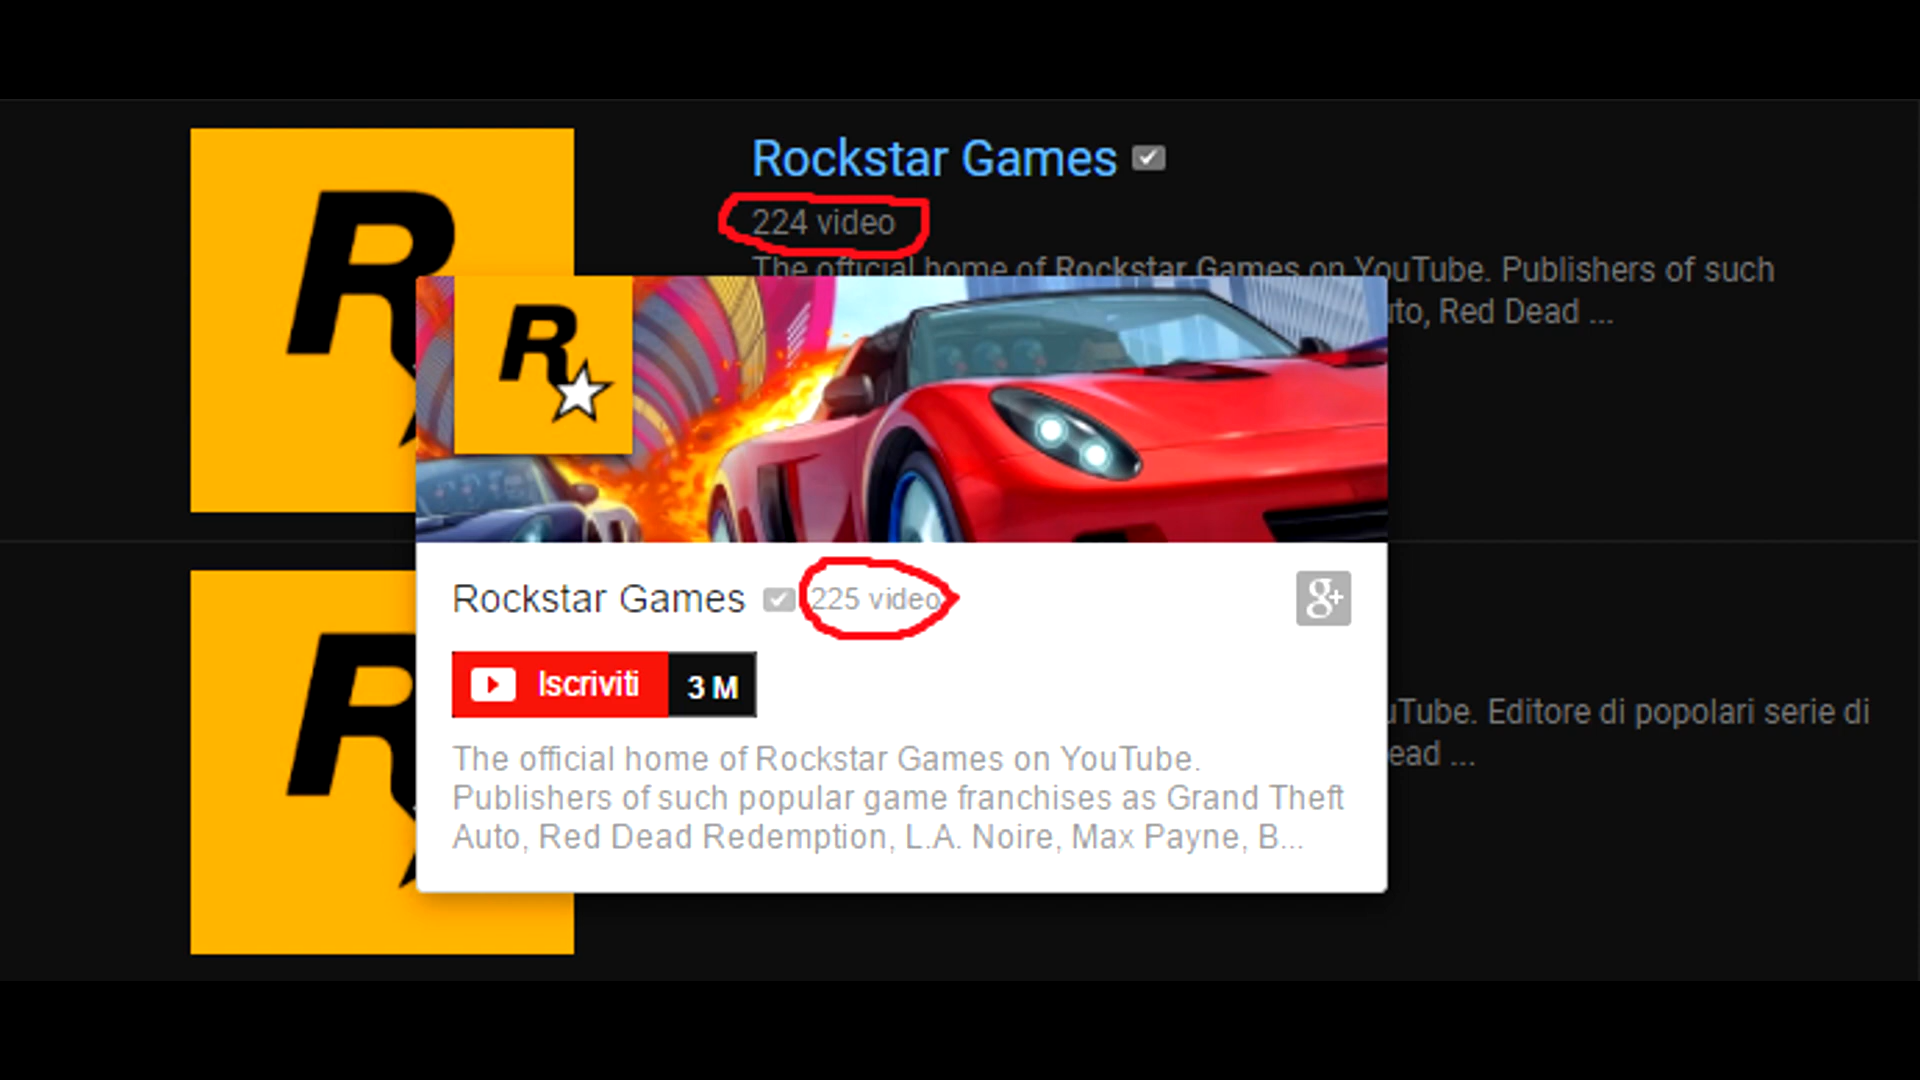 Rockstar Games
224 video
The official home of Rockstar Games on YouTube. Publishers of such
uto, Red Dead ...
R
R
Rockstar Games 225 video
g+
Iscriviti 3 M
The official home of Rockstar Games on YouTube.
Publishers of such popular game franchises as Grand Theft
Auto, Red Dead Redemption, L.A. Noire, Max Payne, B...
R
uTube. Editore di popolari serie di
ead ...